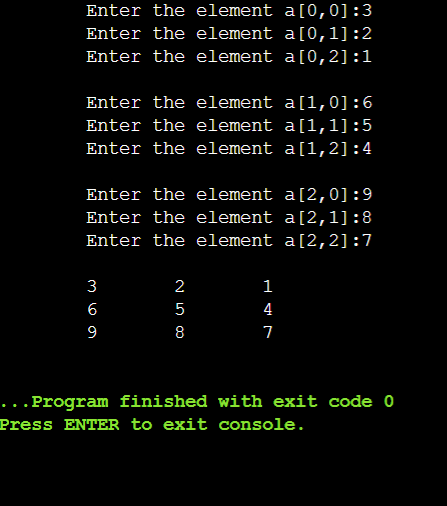 Enter the element a[0,0]:3
Enter the element a[0,1]:2
Enter the element a[0,2]:1
Enter the element a[1,0]:6
Enter the element a[1,1]:5
Enter the element a[1,2]:4
Enter the element a[2,0]:9
Enter the element a[2,1]:8
Enter the element a[2,2]:7
3 2 1
6 5 4
9 8 7
...Program finished with exit code 0
Press ENTER to exit console.